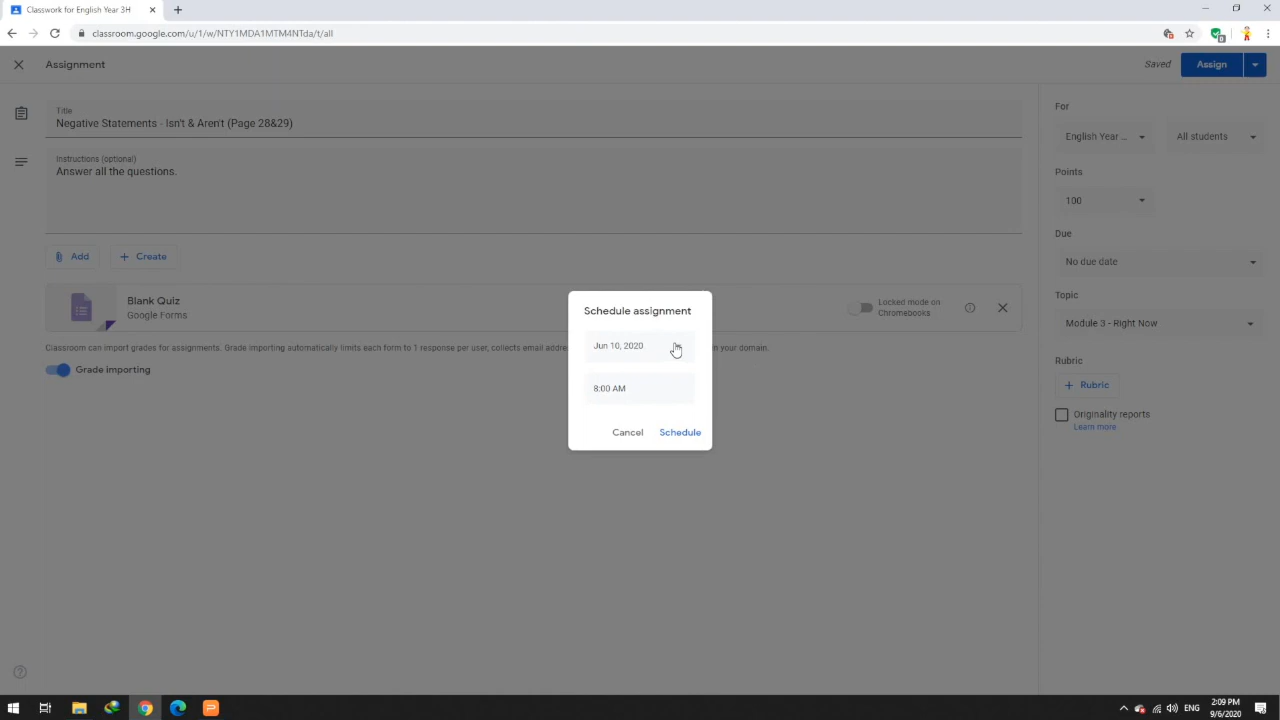 Classwork for English Year 3H
classroom.google.com/u/1/w/NTY1MDA1MTM4NTda/t/all
Assignment
Saved
Assign
Title
Negative Statements - Isn't & Aren't (Page 28&29)
Instructions (optional)
Answer all the questions.
Add
Create
Blank Quiz
Google Forms
Locked mode on
Chromebooks
Classroom can import grades for assignments. Grade importing automatically limits each form to 1 response per user, collects email addre
in your domain.
Grade importing
For
English Year ...
All students
Points
100
Due
No due date
Topic
Module 3 - Right Now
Rubric
Rubric
Originality reports
Learn more
Schedule assignment
Jun 10, 2020
8:00 AM
Cancel
Schedule
ENG
2:09 PM
9/6/2020